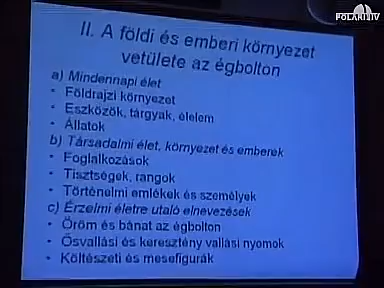 POLARISTV
II. A földi és emberi környezet
vetülete az égbolton
a) Mindennapi élet
• Földrajzi környezet
• Eszközök, tárgyak, élelem
• Állatok
b) Társadalmi élet, környezet és emberek
• Foglalkozások
• Tisztségek, rangok
• Történelmi emlékek és személyek
c) Érzelmi életre utaló elnevezések
• Öröm és bánat az égbolton
• Ősvallási és keresztény vallási nyomok
• Költészeti és mesefigurák